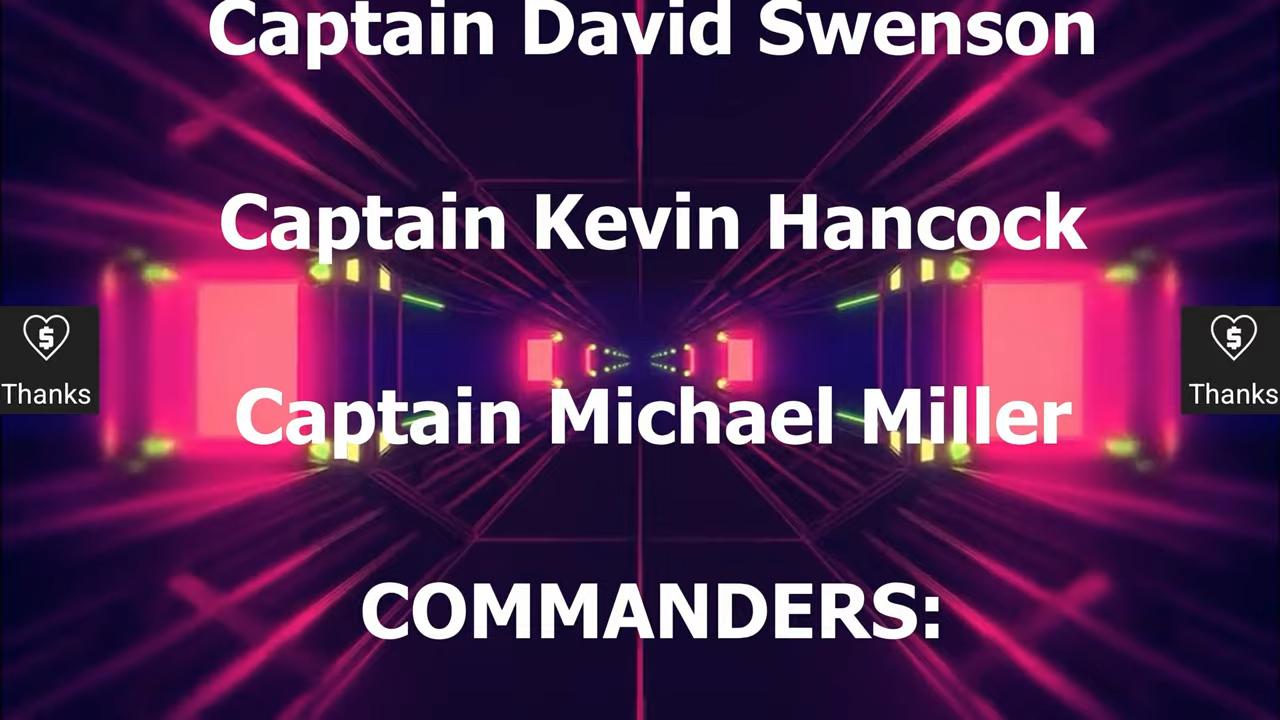 Captain David Swenson
Captain Kevin Hancock
$ $
Thanks Thanks
Captain Michael Miller
COMMANDERS: